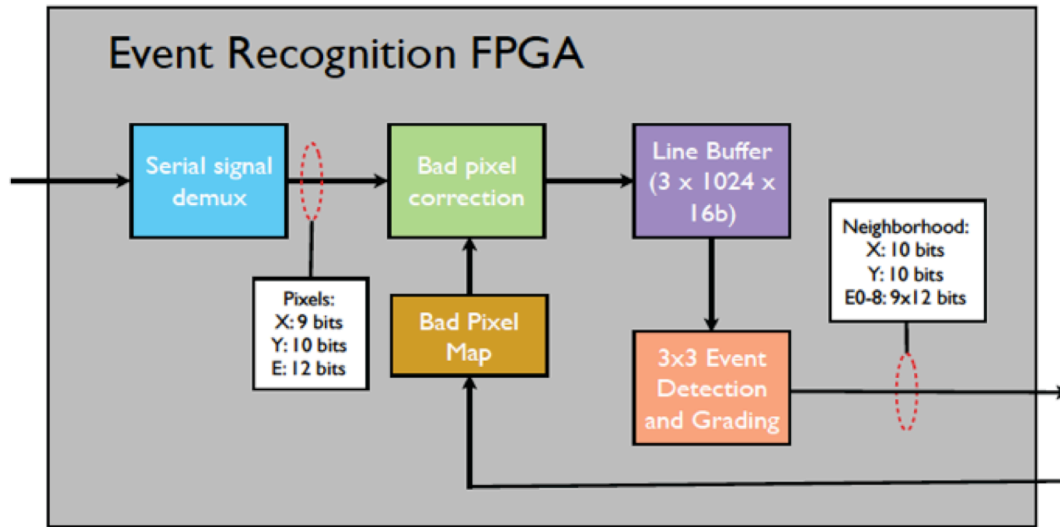 Event Recognition FPGA
Serial signal
demux
Bad pixel
correction
Line Buffer
(3 x 1024 x
16b)
Neighborhood:
X: 10 bits
Y: 10 bits
E0-8: 9x12 bits
Pixels:
X: 9 bits
Y: 10 bits
E: 12 bits
Bad Pixel
Map
3x3 Event
Detection
and Grading